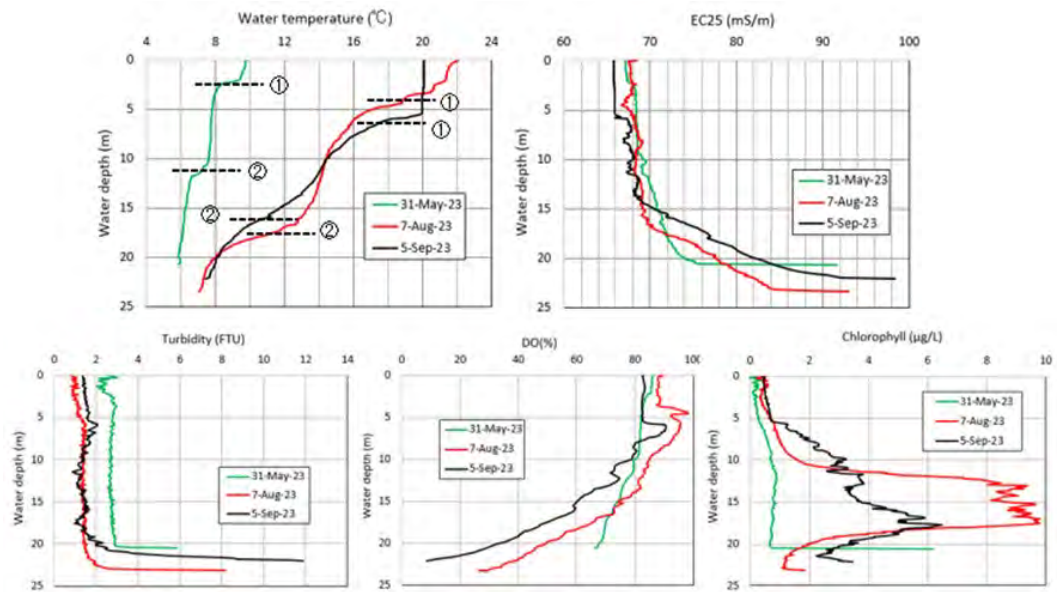 Water temperature (℃)
4 8 12 16 20 24
0
5
10
15
20
25
Water depth (m)
①
①
①
②
②
②
31-May-23
7-Aug-23
5-Sep-23
EC25 (mS/m)
60 70 80 90 100
0
5
10
15
20
25
Water depth (m)
31-May-23
7-Aug-23
5-Sep-23
Turbidity (FTU)
0 2 4 6 8 10 12 14
0
5
10
15
20
25
Water depth (m)
31-May-23
7-Aug-23
5-Sep-23
DO(%)
0 20 40 60 80 100
0
5
10
15
20
25
Water depth (m)
31-May-23
7-Aug-23
5-Sep-23
Chlorophyll (μg/L)
0 2 4 6 8 10
0
5
10
15
20
25
Water depth (m)
31-May-23
7-Aug-23
5-Sep-23